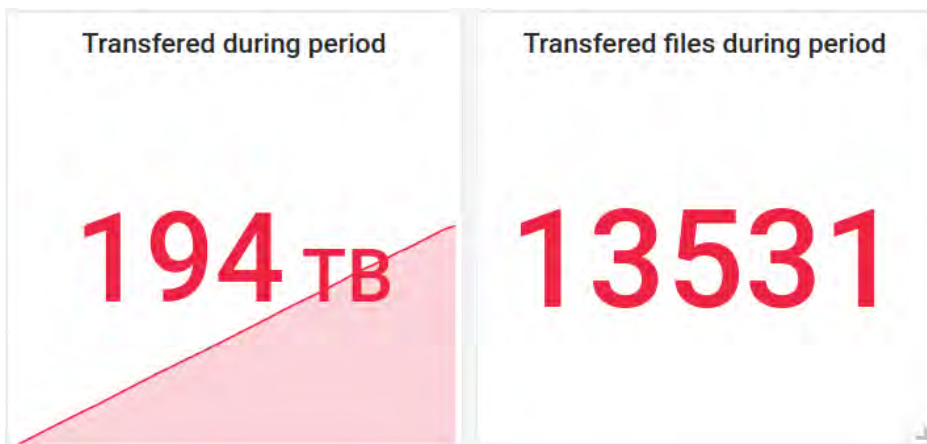 Transfered during period
194 TB
Transfered files during period
13531